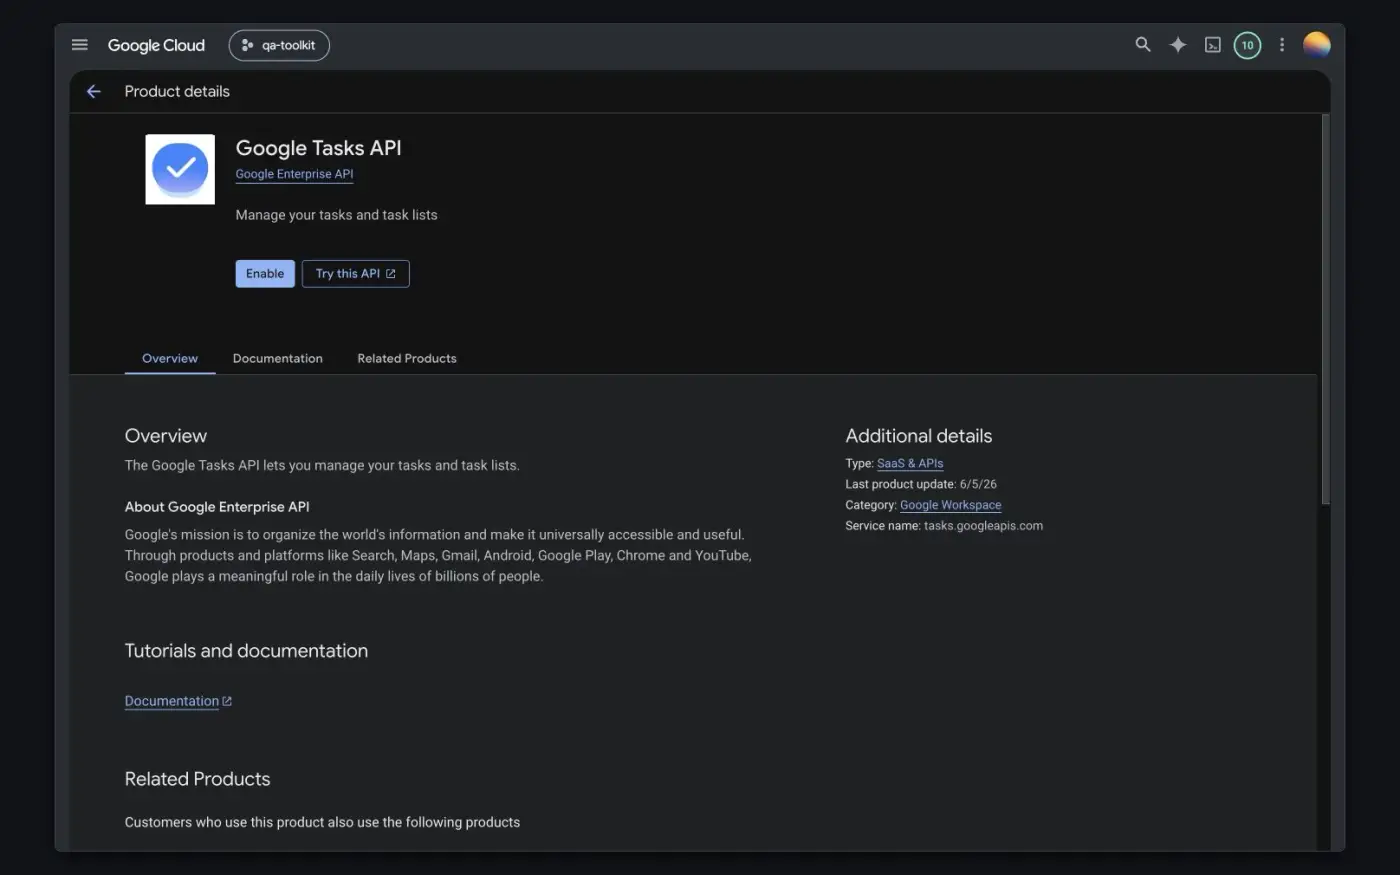 Google Cloud
qa-toolkit
10
Product details
Google Tasks API
Google Enterprise API
Manage your tasks and task lists
Enable
Try this API
Overview
Documentation
Related Products
Overview
The Google Tasks API lets you manage your tasks and task lists.
About Google Enterprise API
Google's mission is to organize the world's information and make it universally accessible and useful.
Through products and platforms like Search, Maps, Gmail, Android, Google Play, Chrome and YouTube,
Google plays a meaningful role in the daily lives of billions of people.
Additional details
Type: SaaS & APIs
Last product update: 6/5/26
Category: Google Workspace
Service name: tasks.googleapis.com
Tutorials and documentation
Documentation
Related Products
Customers who use this product also use the following products